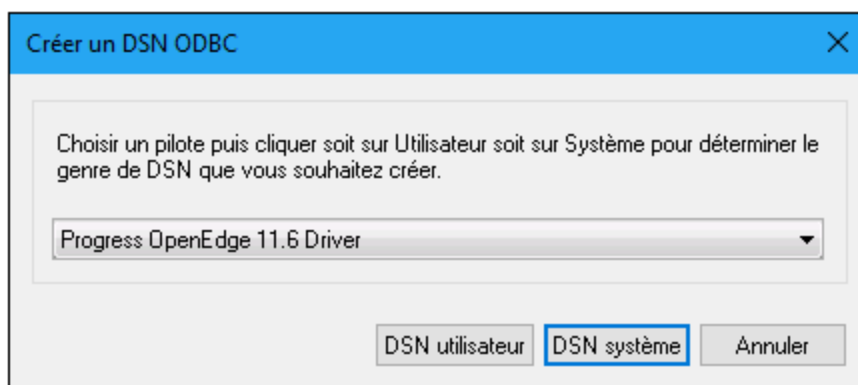 Créer un DSN ODBC
Choisir un pilote puis cliquer soit sur Utilisateur soit sur Système pour déterminer le
genre de DSN que vous souhaitez créer.
Progress OpenEdge 11.6 Driver
DSN utilisateur DSN système Annuler